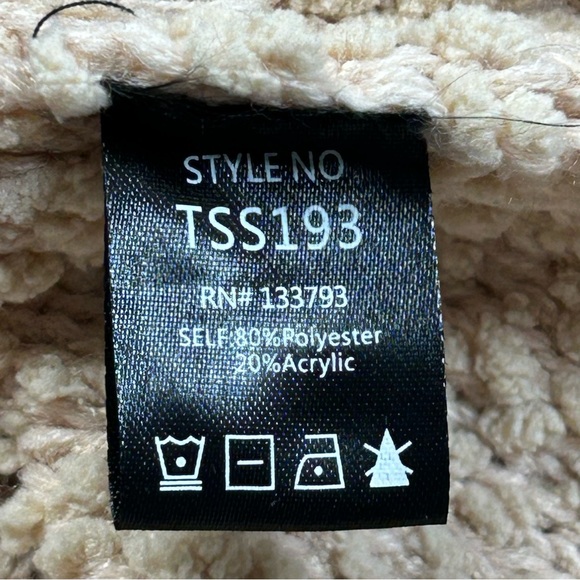 STYLE NO
TSS193
RN# 133793
SELF:80%Polyester
20%Acrylic